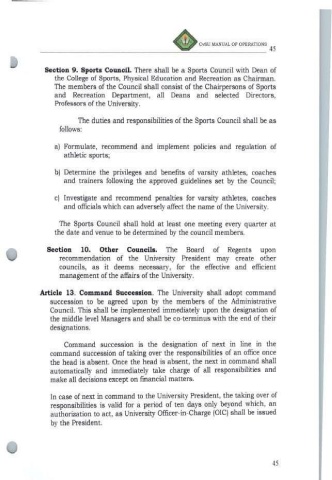 CvSU MANUAL OF OPERATIONS
45
Section 9. Sports Council. There shall be a Sports Council with Dean of
the College of Sports, Physical Education and Recreation as Chairman.
The members of the Council shall consist of the Chairpersons of Sports
and Recreation Department, all Deans and selected Directors,
Professors of the University.
The duties and responsibilities of the Sports Council shall be as
follows:
a) Formulate, recommend and implement policies and regulation of
athletic sports;
b) Determine the privileges and benefits of varsity athletes, coaches
and trainers following the approved guidelines set by the Council;
c) Investigate and recommend penalties for varsity athletes, coaches
and officials which can adversely affect the name of the University.
The Sports Council shall hold at least one meeting every quarter at
the date and venue to be determined by the council members.
Section 10. Other Councils. The Board of Regents upon
recommendation of the University President may create other
councils, as it deems necessary, for the effective and efficient
management of the affairs of the University.
Article 13. Command Succession. The University shall adopt command
succession to be agreed upon by the members of the Administrative
Council. This shall be implemented immediately upon the designation of
the middle level Managers and shall be co-terminus with the end of their
designations.
Command succession is the designation of next in line in the
command succession of taking over the responsibilities of an office once
the head is absent. Once the head is absent, the next in command shall
automatically and immediately take charge of all responsibilities and
make all decisions except on financial matters.
In case of next in command to the University President, the taking over of
responsibilities is valid for a period of ten days only beyond which, an
authorization to act, as University Officer-in-Charge (OIC) shall be issued
by the President.
45